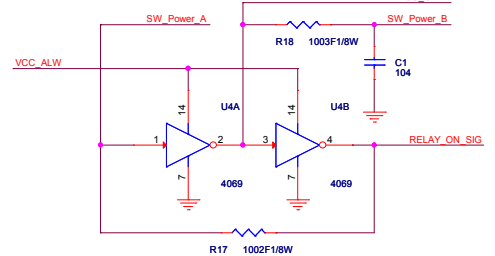 SW_Power_A
SW_Power_B
R18 1003F1/8W
C1
104
VCC_ALW
14 U4A 14 U4B
1 2 3 4
RELAY_ON_SIG
7 4069 7 4069
R17 1002F1/8W